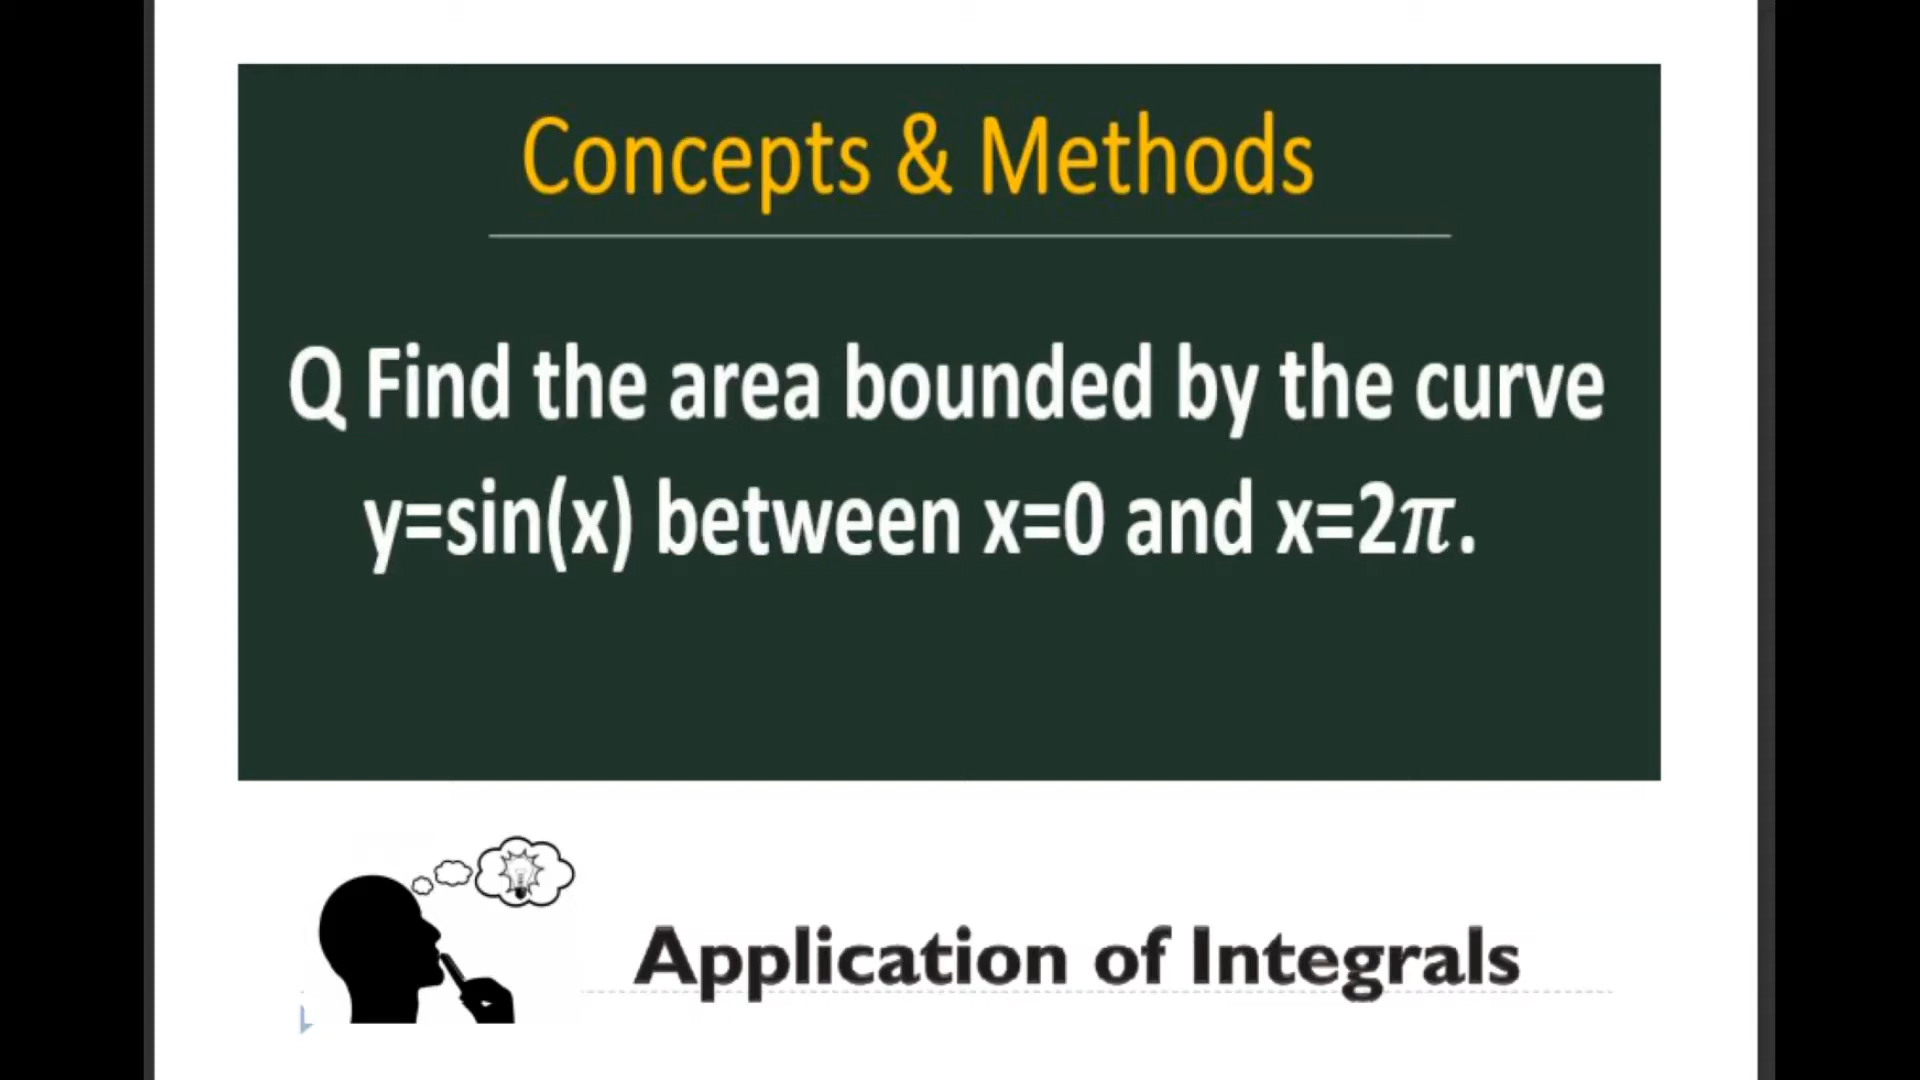 Concepts & Methods
Q Find the area bounded by the curve
y=sin(x) between x=0 and x=2π.
Application of Integrals